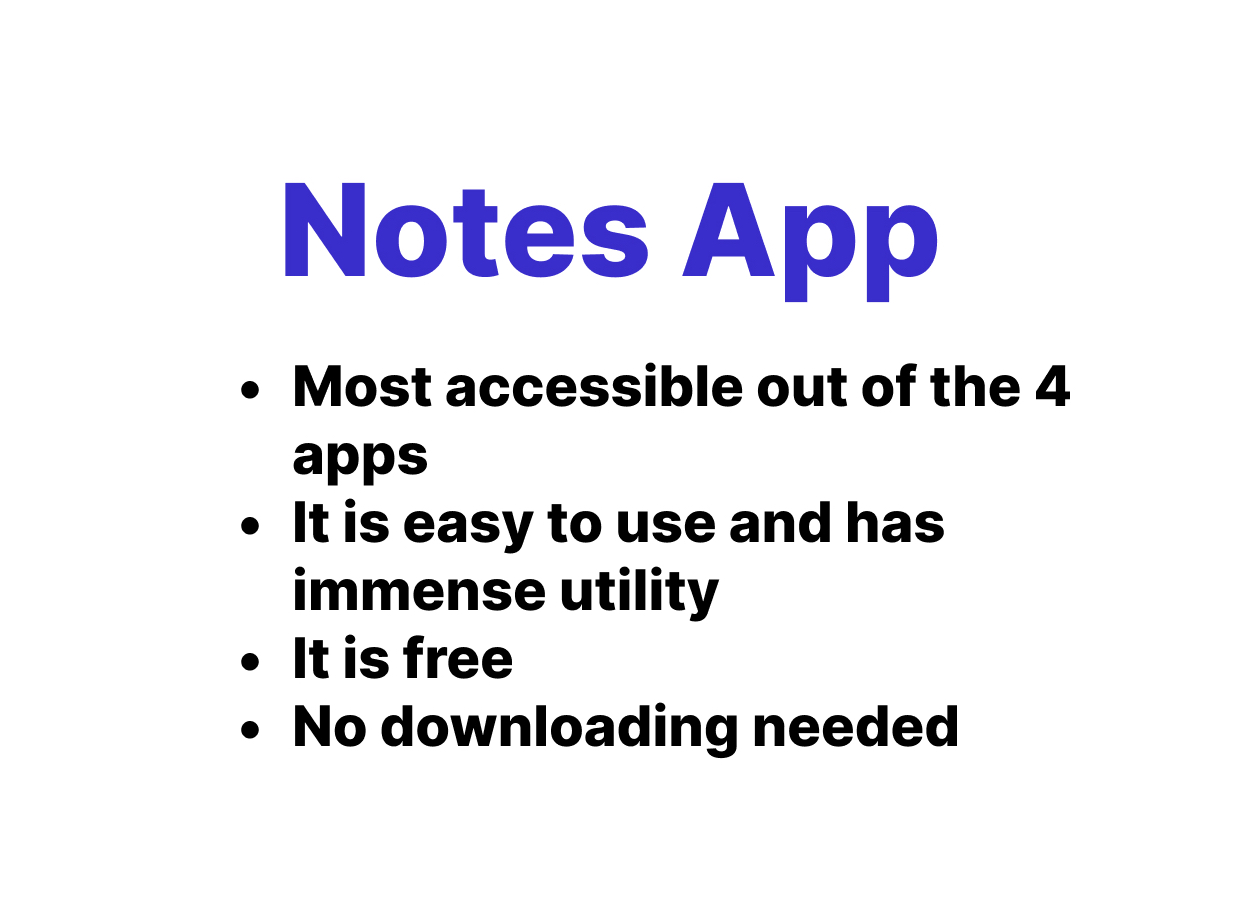 Notes App
• Most accessible out of the 4
apps
• It is easy to use and has
immense utility
• It is free
• No downloading needed